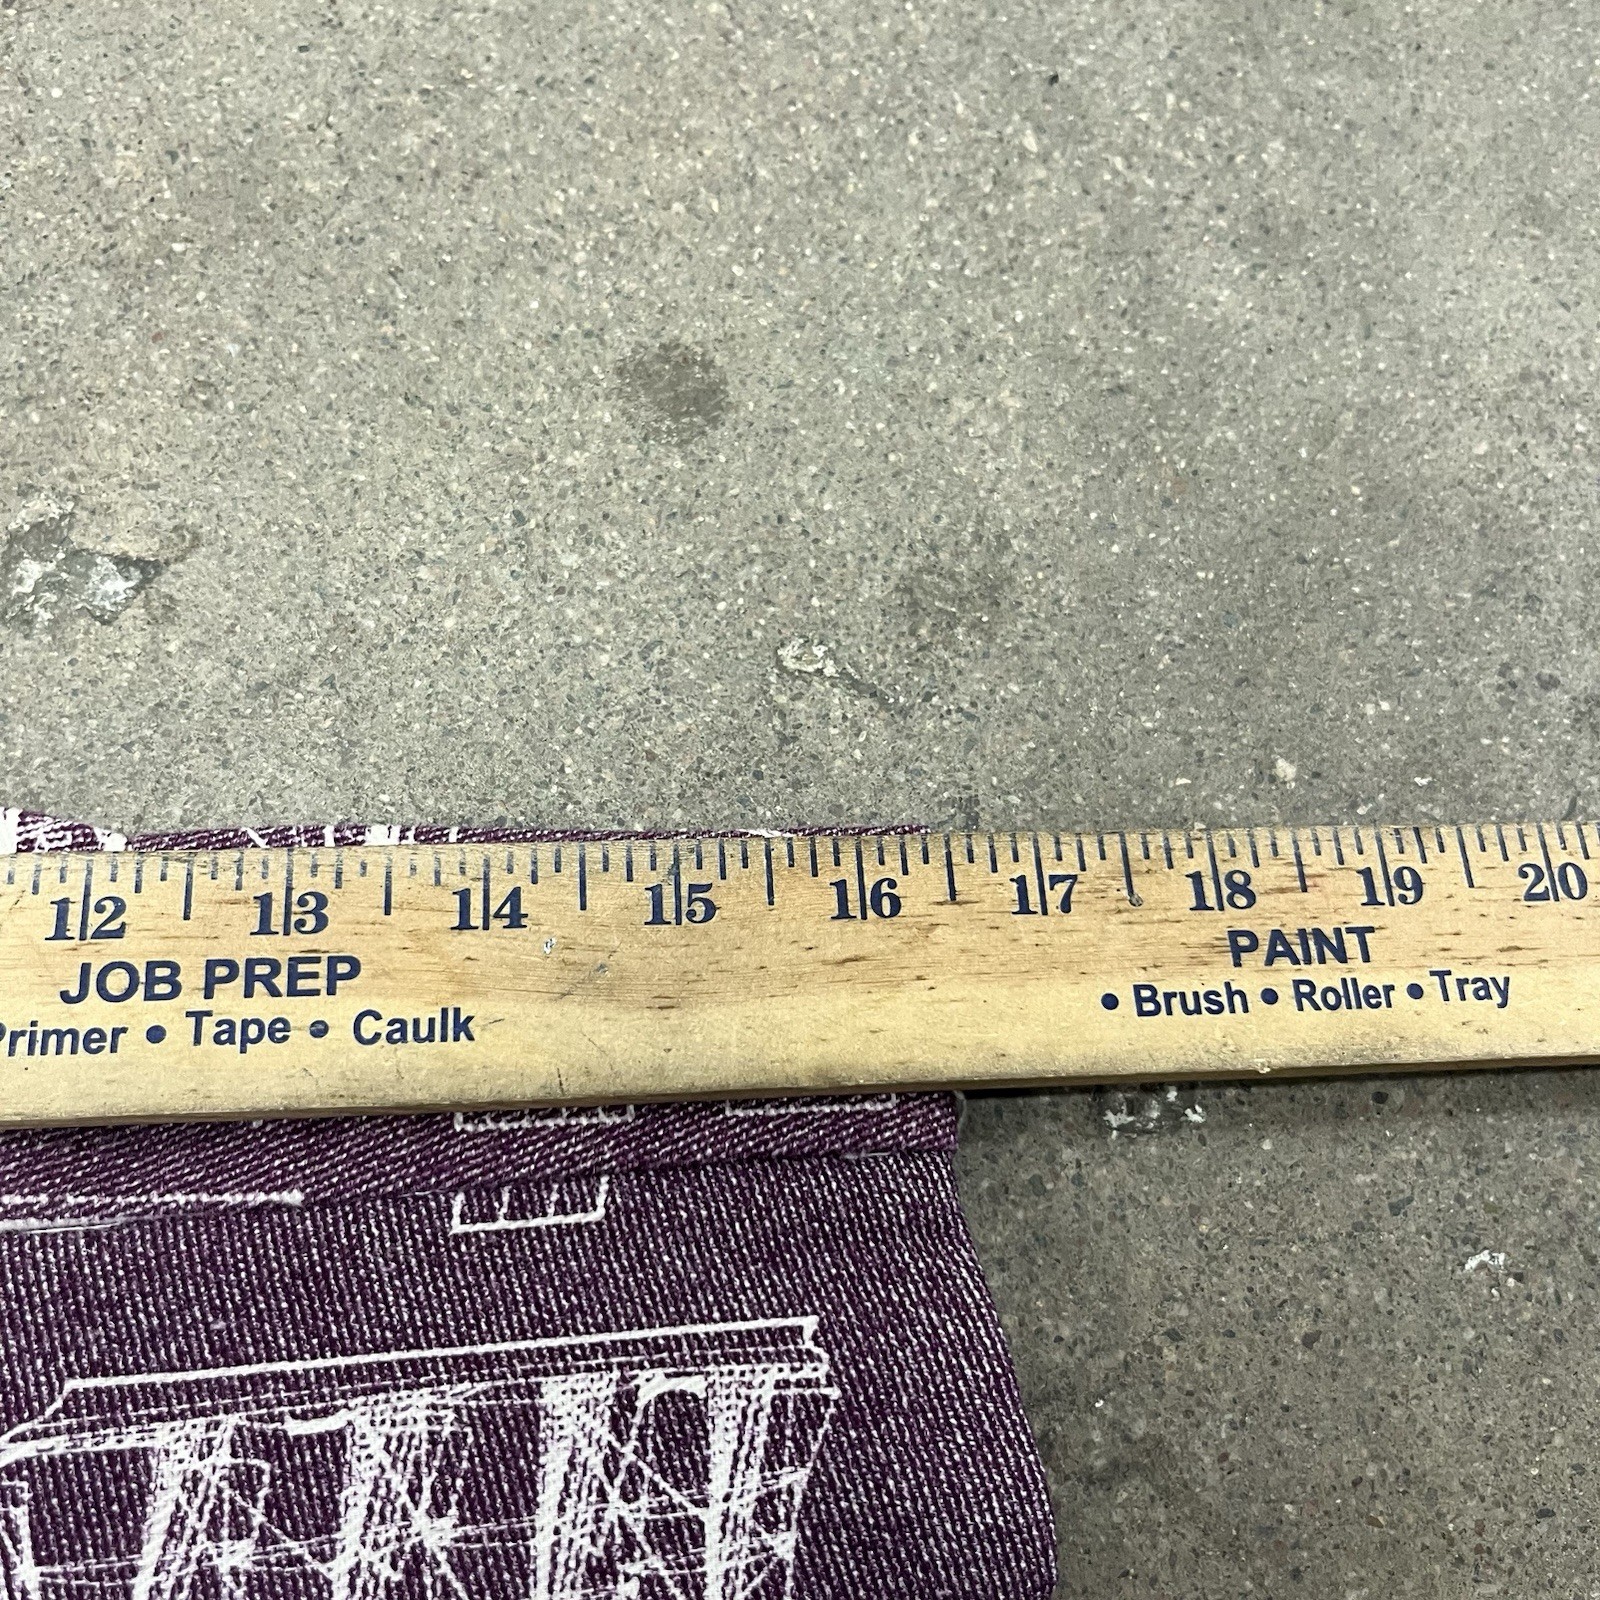 12 13 14 15 16 17 18 19 20
JOB PREP
Primer • Tape • Caulk
PAINT
• Brush • Roller • Tray